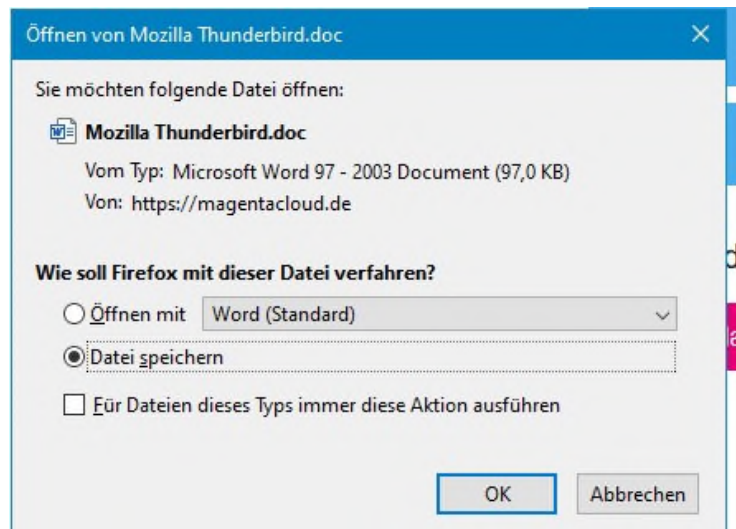 Öffnen von Mozilla Thunderbird.doc
Sie möchten folgende Datei öffnen:
Mozilla Thunderbird.doc
Vom Typ: Microsoft Word 97 - 2003 Document (97,0 KB)
Von: https://magentacloud.de
Wie soll Firefox mit dieser Datei verfahren?
Öffnen mit Word (Standard)
Datei speichern
Für Dateien dieses Typs immer diese Aktion ausführen
OK Abbrechen